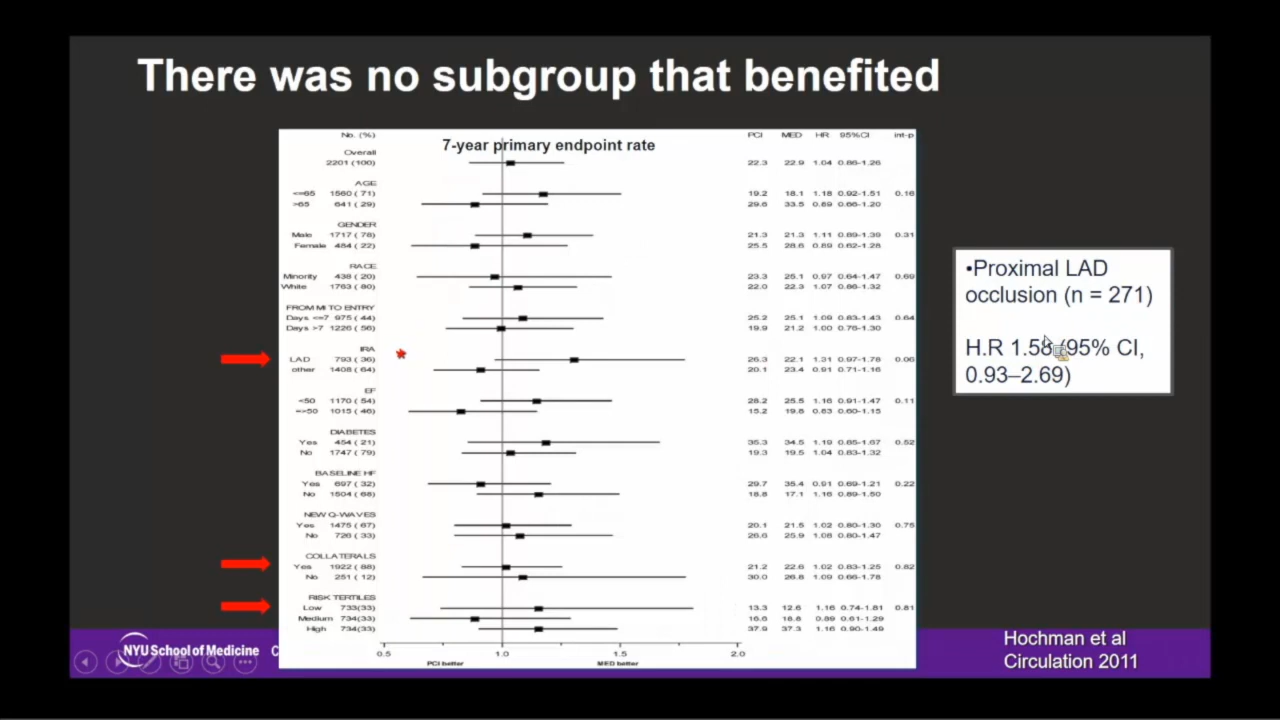 There was no subgroup that benefited
No. (%) 7-year primary endpoint rate PCI MED HR 95%CI int-p
Overall
2201 (100) 22.3 22.9 1.04 0.86-1.26
AGE
<=65 1560 ( 71) 19.2 18.1 1.18 0.92-1.51 0.16
>65 641 ( 29) 29.6 33.5 0.89 0.66-1.20
GENDER
Male 1717 ( 78) 21.3 21.3 1.11 0.89-1.39 0.31
Female 484 ( 22) 25.5 28.6 0.89 0.62-1.28
RACE
Minority 438 ( 20) 23.3 25.1 0.97 0.64-1.47 0.69
White 1763 ( 80) 22.0 22.3 1.07 0.86-1.32
FROM MI TO ENTRY
Days <=7 975 ( 44) 25.2 25.1 1.09 0.83-1.43 0.64
Days >7 1226 ( 56) 19.9 21.2 1.00 0.76-1.30
IRA
LAD 793 ( 36) 26.3 22.1 1.31 0.97-1.78 0.06
other 1408 ( 64) 20.1 23.4 0.91 0.71-1.16
EF
<50 1170 ( 54) 28.2 25.5 1.16 0.91-1.47 0.11
=>50 1015 ( 46) 15.2 19.8 0.83 0.60-1.15
DIABETES
Yes 454 ( 21) 35.3 34.5 1.19 0.85-1.67 0.52
No 1747 ( 79) 19.3 19.5 1.04 0.83-1.32
BASELINE HF
Yes 697 ( 32) 29.7 35.4 0.91 0.69-1.21 0.22
No 1504 ( 68) 18.8 17.1 1.16 0.89-1.50
NEW Q-WAVES
Yes 1475 ( 67) 20.1 21.5 1.02 0.80-1.30 0.75
No 726 ( 33) 26.6 25.9 1.08 0.80-1.47
COLLATERALS
Yes 1922 ( 88) 21.2 22.6 1.02 0.83-1.25 0.82
No 251 ( 12) 30.0 26.8 1.09 0.66-1.78
RISK TERTILES
Low 733(33) 13.3 12.6 1.16 0.74-1.81 0.81
Medium 734(33) 16.6 18.8 0.89 0.61-1.29
High 734(33) 37.9 37.3 1.16 0.90-1.49
0.5 1.0 1.5 2.0
PCI better MED better
•Proximal LAD
occlusion (n = 271)
H.R 1.58 (95% CI,
0.93–2.69)
NYU School of Medicine
Hochman et al
Circulation 2011